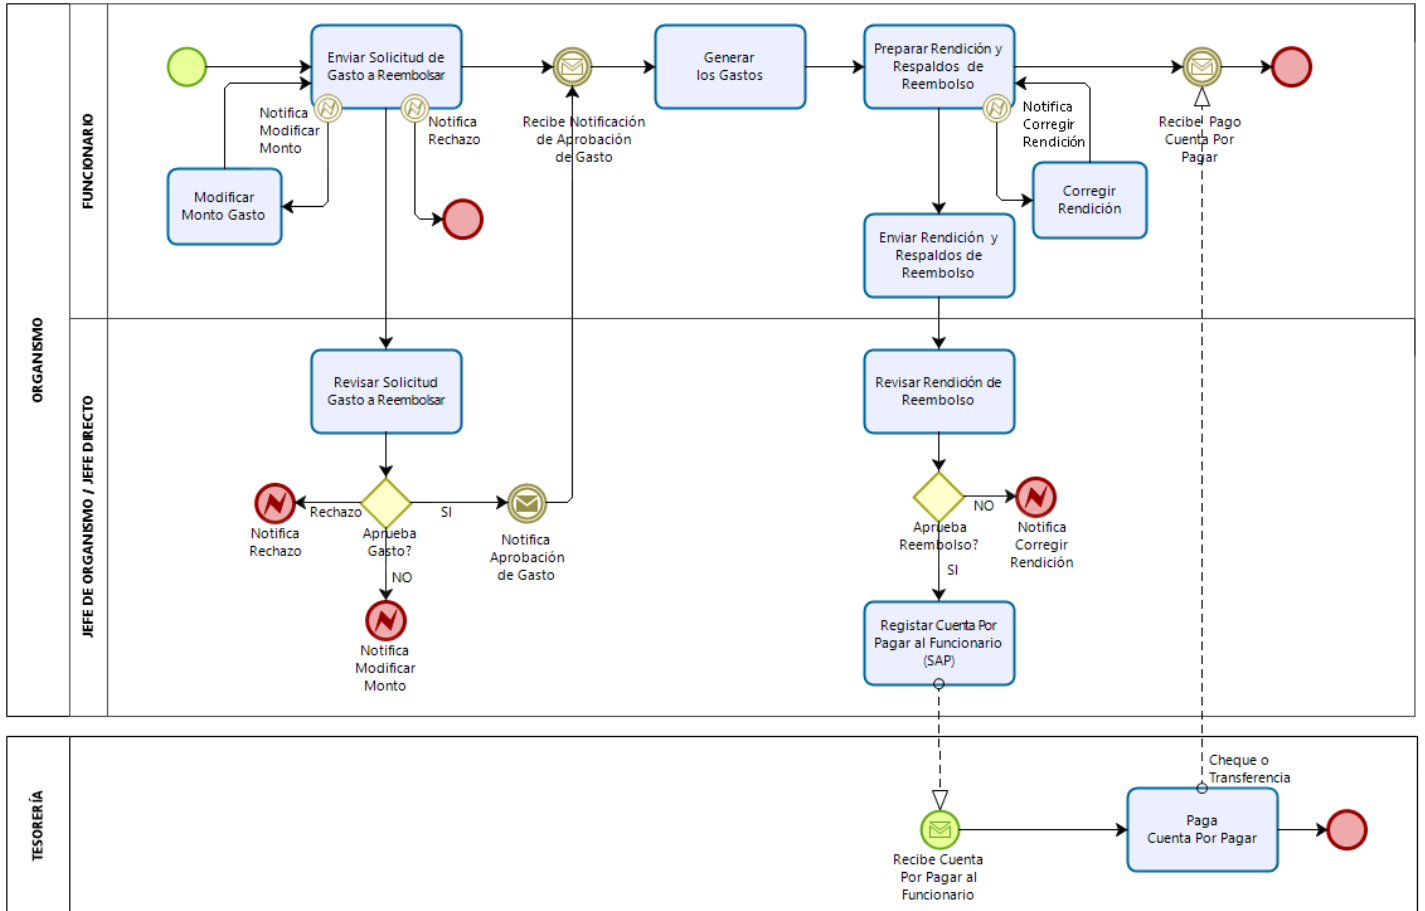 ORGANISMO
FUNCIONARIO
Enviar Solicitud de
Gasto a Reembolsar
Notifica
Modificar
Monto
Notifica
Rechazo
Modificar
Monto Gasto
Recibe Notificación
de Aprobación
de Gasto
Generar
los Gastos
Preparar Rendición y
Respaldos de
Reembolso
Notifica
Corregir
Rendición
Corregir
Rendición
Recibe Pago
Cuenta Por
Pagar
Enviar Rendición y
Respaldos de
Reembolso
JEFE DE ORGANISMO / JEFE DIRECTO
Revisar Solicitud
Gasto a Reembolsar
Rechazo
Notifica
Rechazo
Aprueba
Gasto?
SI
NO
Notifica
Aprobación
de Gasto
Notifica
Modificar
Monto
Revisar Rendición de
Reembolso
Aprueba
Reembolso?
NO
SI
Notifica
Corregir
Rendición
Registar Cuenta Por
Pagar al Funcionario
(SAP)
TESORERÍA
Recibe Cuenta
Por Pagar al
Funcionario
Cheque o
Transferencia
Paga
Cuenta Por Pagar